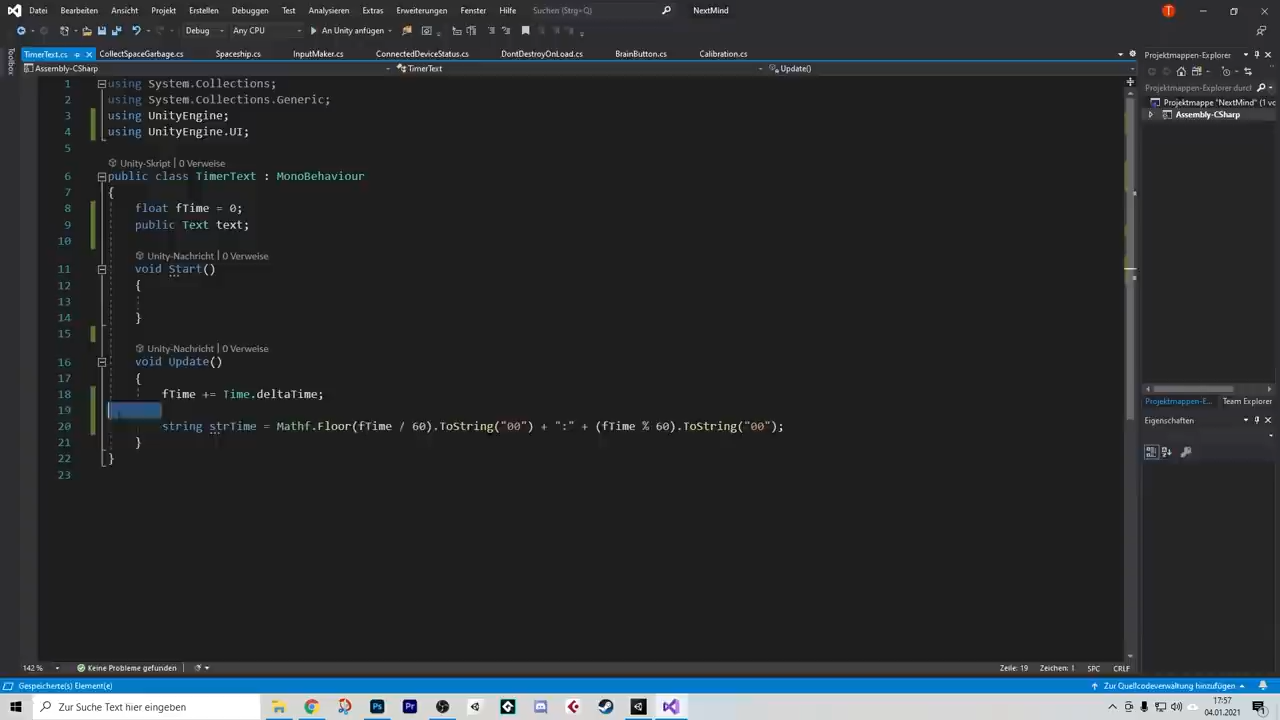 Datei Bearbeiten Ansicht Projekt Erstellen Debuggen Test Analysieren Extras Erweiterungen Fenster Hilfe Suchen (Strg+Q) NextMind T
Debug Any CPU An Unity anfügen
Toolbox
TimerText.cs CollectSpaceGarbage.cs Spaceship.cs InputMaker.cs ConnectedDeviceStatus.cs DontDestroyOnLoad.cs BrainButton.cs Calibration.cs
Assembly-CSharp TimerText Update()
1 using System.Collections;
2 using System.Collections.Generic;
3 using UnityEngine;
4 using UnityEngine.UI;
5
Unity-Skript | 0 Verweise
6 public class TimerText : MonoBehaviour
7 {
8 float fTime = 0;
9 public Text text;
10
Unity-Nachricht | 0 Verweise
11 void Start()
12 {
13
14 }
15
Unity-Nachricht | 0 Verweise
16 void Update()
17 {
18 fTime += Time.deltaTime;
19
20 string strTime = Mathf.Floor(fTime / 60).ToString("00") + ":" + (fTime % 60).ToString("00");
21 }
22 }
23
Projektmappen-Explorer
Projektmappen-Explorer durch
Projektmappe "NextMind" (1 vo
Assembly-CSharp
Projektmappen-E... Team Explorer
Eigenschaften
142 % Keine Probleme gefunden Zeile: 19 Zeichen: 1 SPC CRLF
Gespeicherte(s) Element(e) Zur Quellcodeverwaltung hinzufügen
Zur Suche Text hier eingeben
17:57
04.01.2021